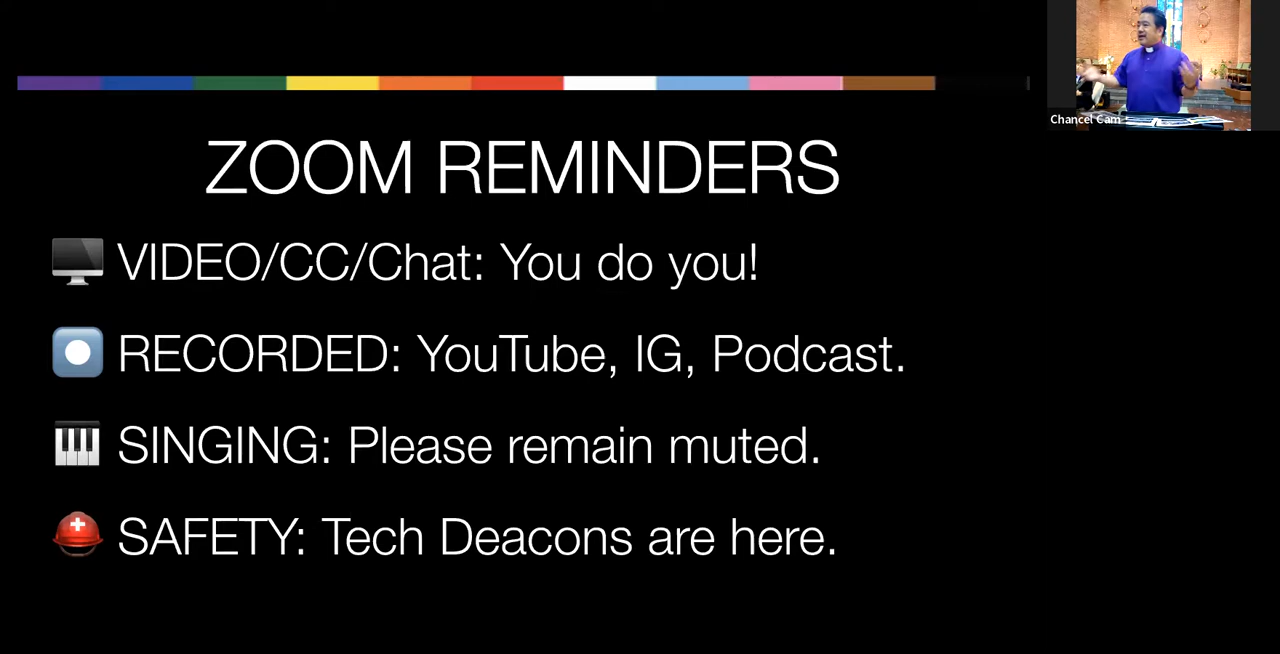 ZOOM REMINDERS
VIDEO/CC/Chat: You do you!
RECORDED: YouTube, IG, Podcast.
SINGING: Please remain muted.
SAFETY: Tech Deacons are here.
Chancel Cam